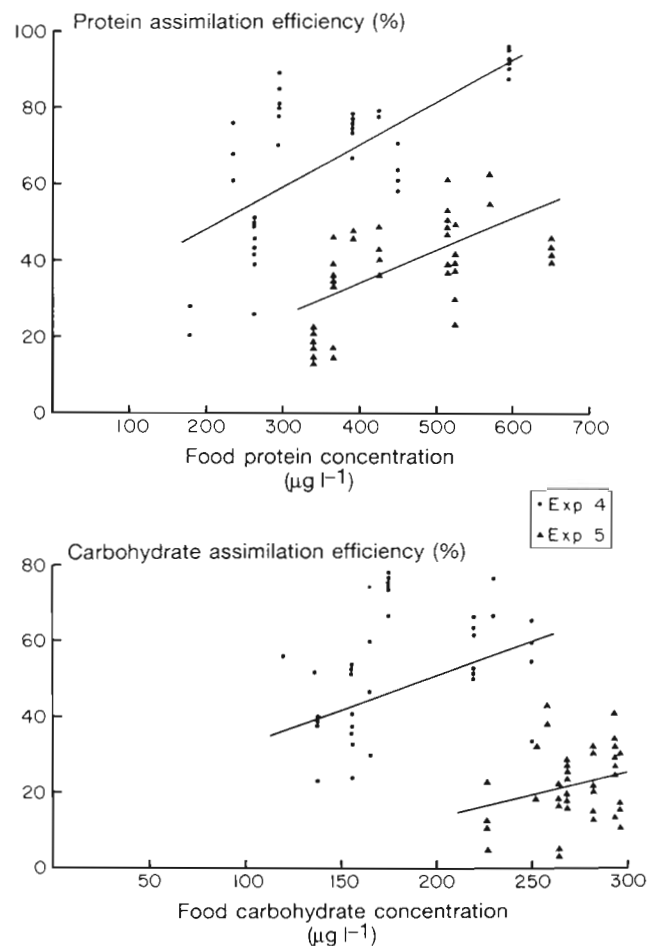 Protein assimilation efficiency (%)
100
80
60
40
20
0
100 200 300 400 500 600 700
Food protein concentration
(μg l⁻¹)
Exp 4
Exp 5
Carbohydrate assimilation efficiency (%)
80
60
40
20
0
50 100 150 200 250 300
Food carbohydrate concentration
(μg l⁻¹)